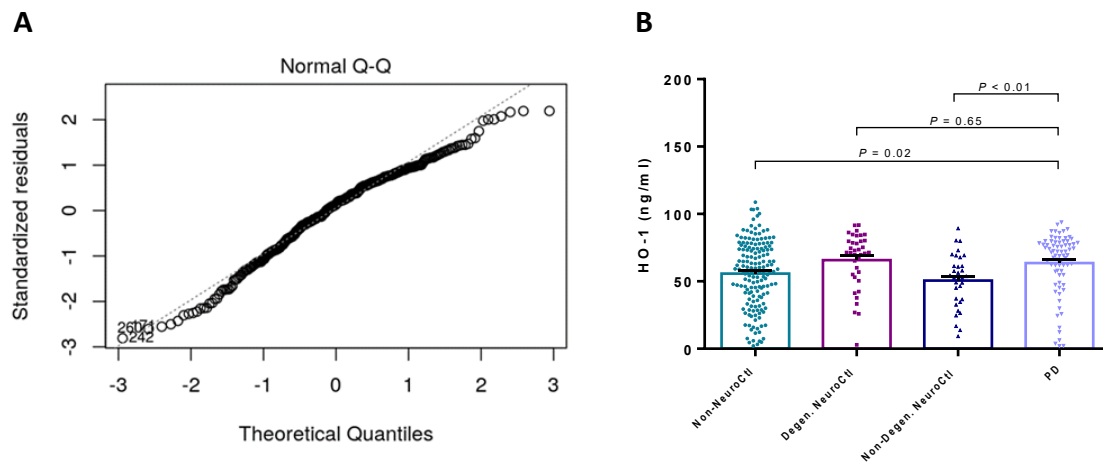 A
B
Normal Q-Q
Standardized residuals
2
1
0
-1
-2
-3
242
-3 -2 -1 0 1 2 3
Theoretical Quantiles
HO-1 (ng/ml)
200
150
100
50
0
P < 0.01
P = 0.65
P = 0.02
Non-NeuroCtl
Degen. NeuroCtl
Non-Degen. NeuroCtl
PD